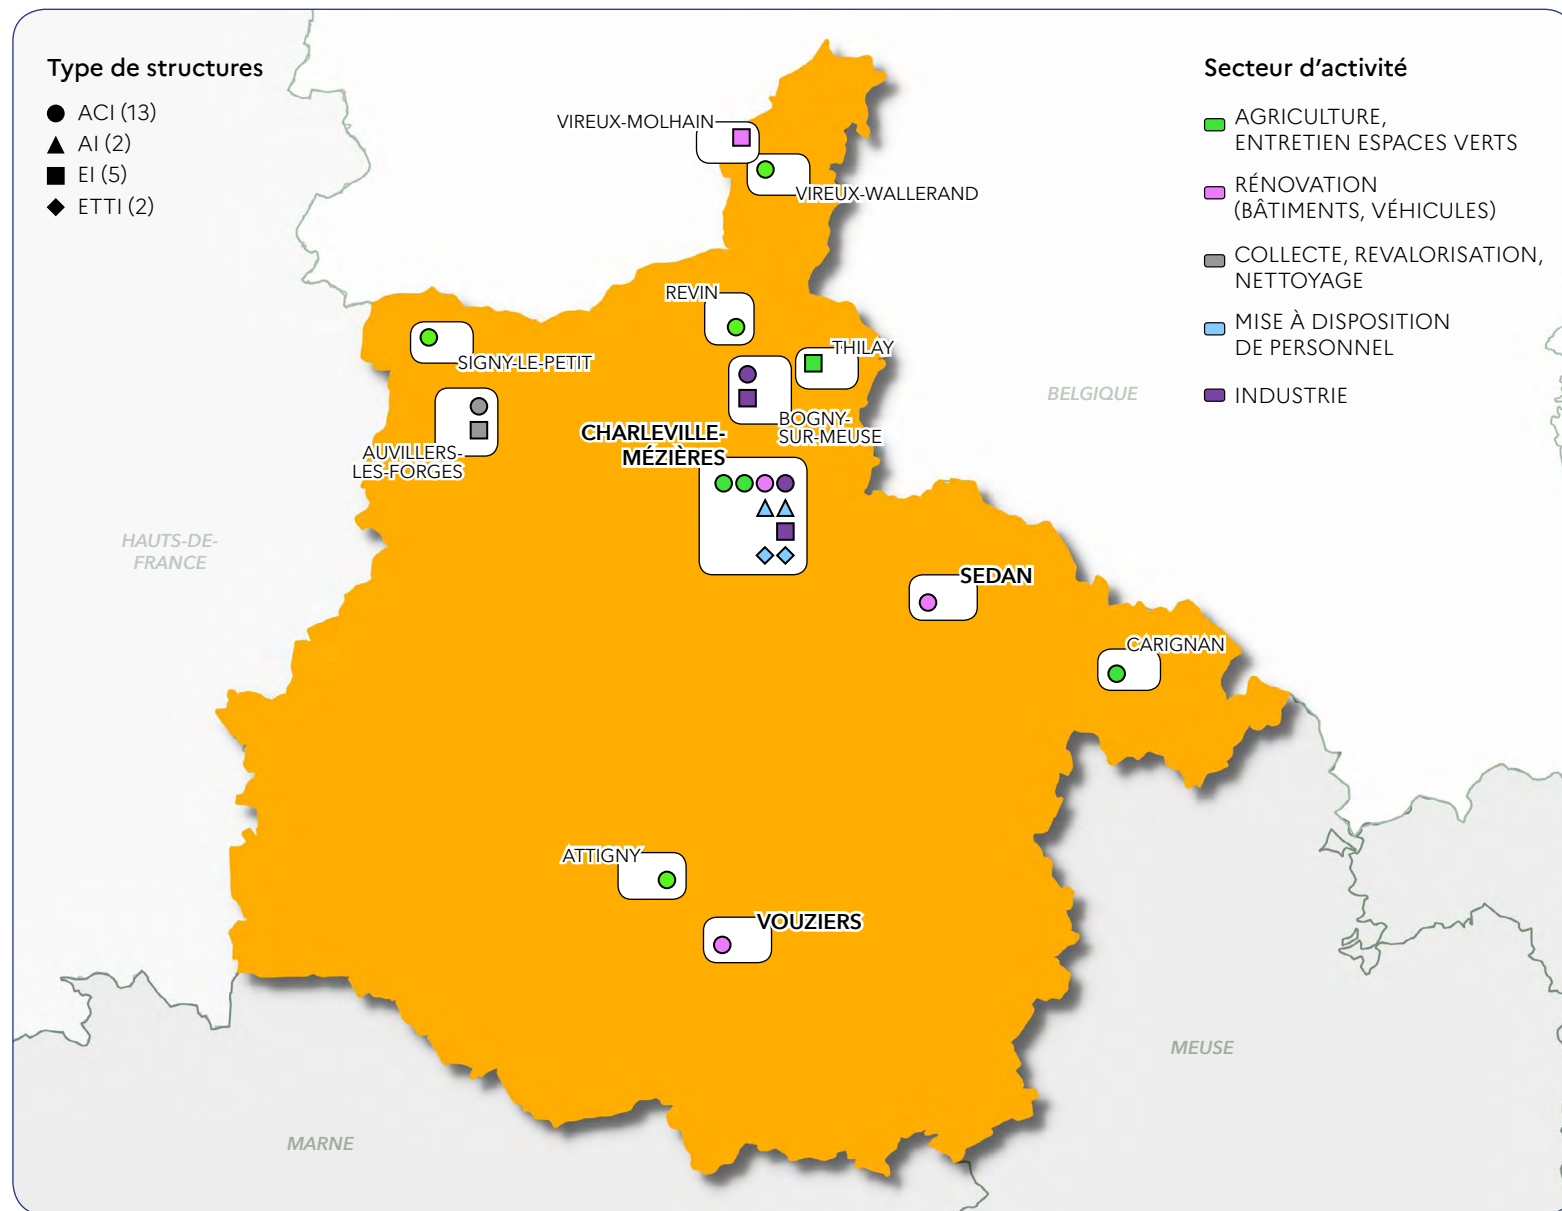 Type de structures
ACI (13)
AI (2)
EI (5)
ETTI (2)
Secteur d'activité
AGRICULTURE,
ENTRETIEN ESPACES VERTS
RÉNOVATION
(BÂTIMENTS, VÉHICULES)
COLLECTE, REVALORISATION,
NETTOYAGE
MISE À DISPOSITION
DE PERSONNEL
INDUSTRIE
VIREUX-MOLHAIN
VIREUX-WALLERAND
REVIN
THILAY
SIGNY-LE-PETIT
BOGNY-
SUR-MEUSE
AUVILLERS-
LES-FORGES
CHARLEVILLE-
MÉZIÈRES
BELGIQUE
HAUTS-DE-
FRANCE
SEDAN
CARIGNAN
ATTIGNY
VOUZIERS
MEUSE
MARNE